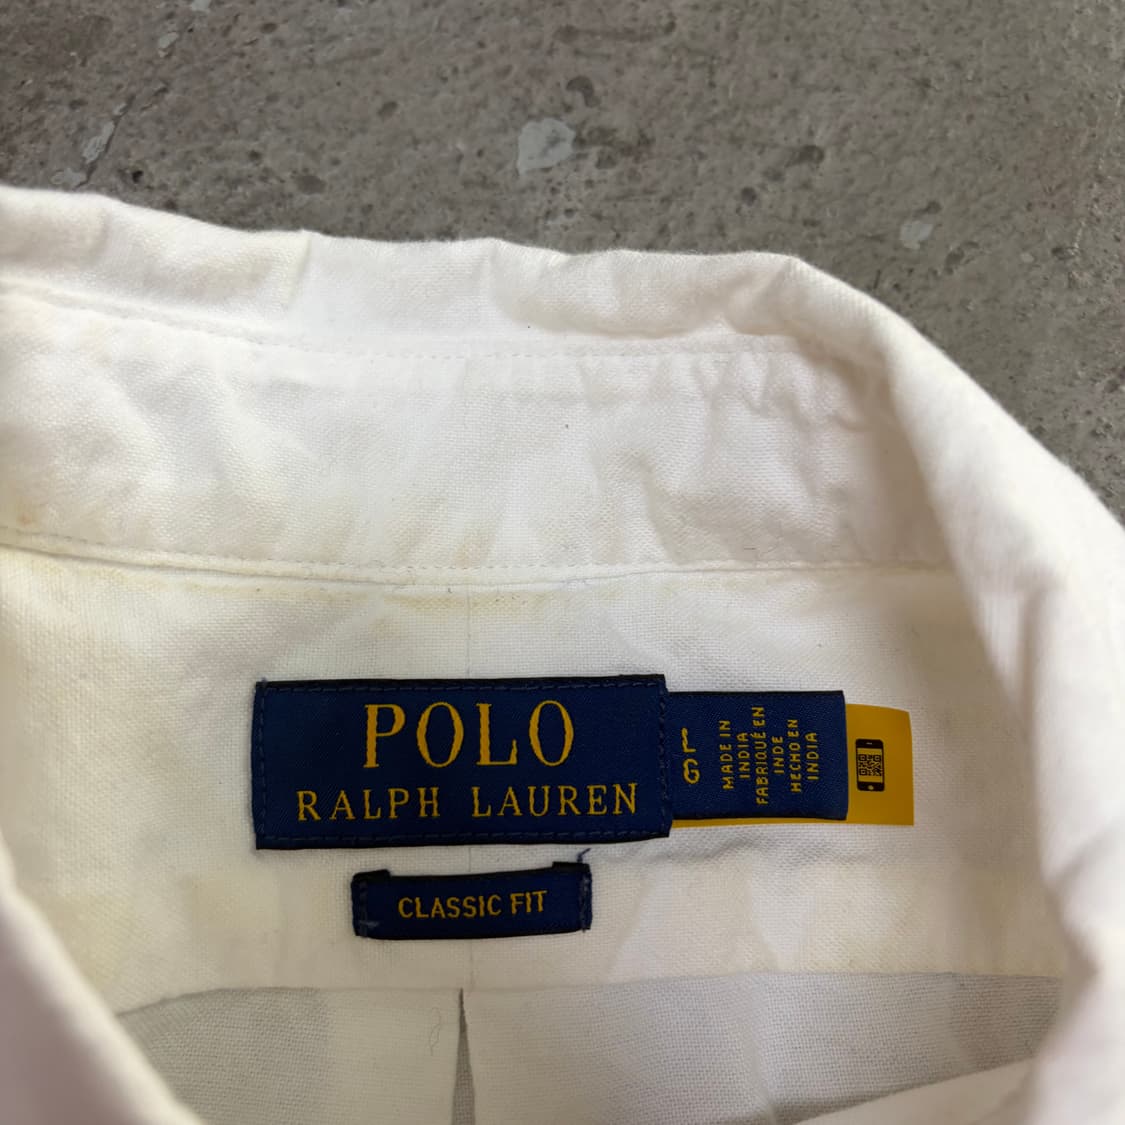 POLO
RALPH LAUREN
CLASSIC FIT
G L
MADE IN
INDIA
FABRIQUÉ EN
INDE
HECHO EN
INDIA